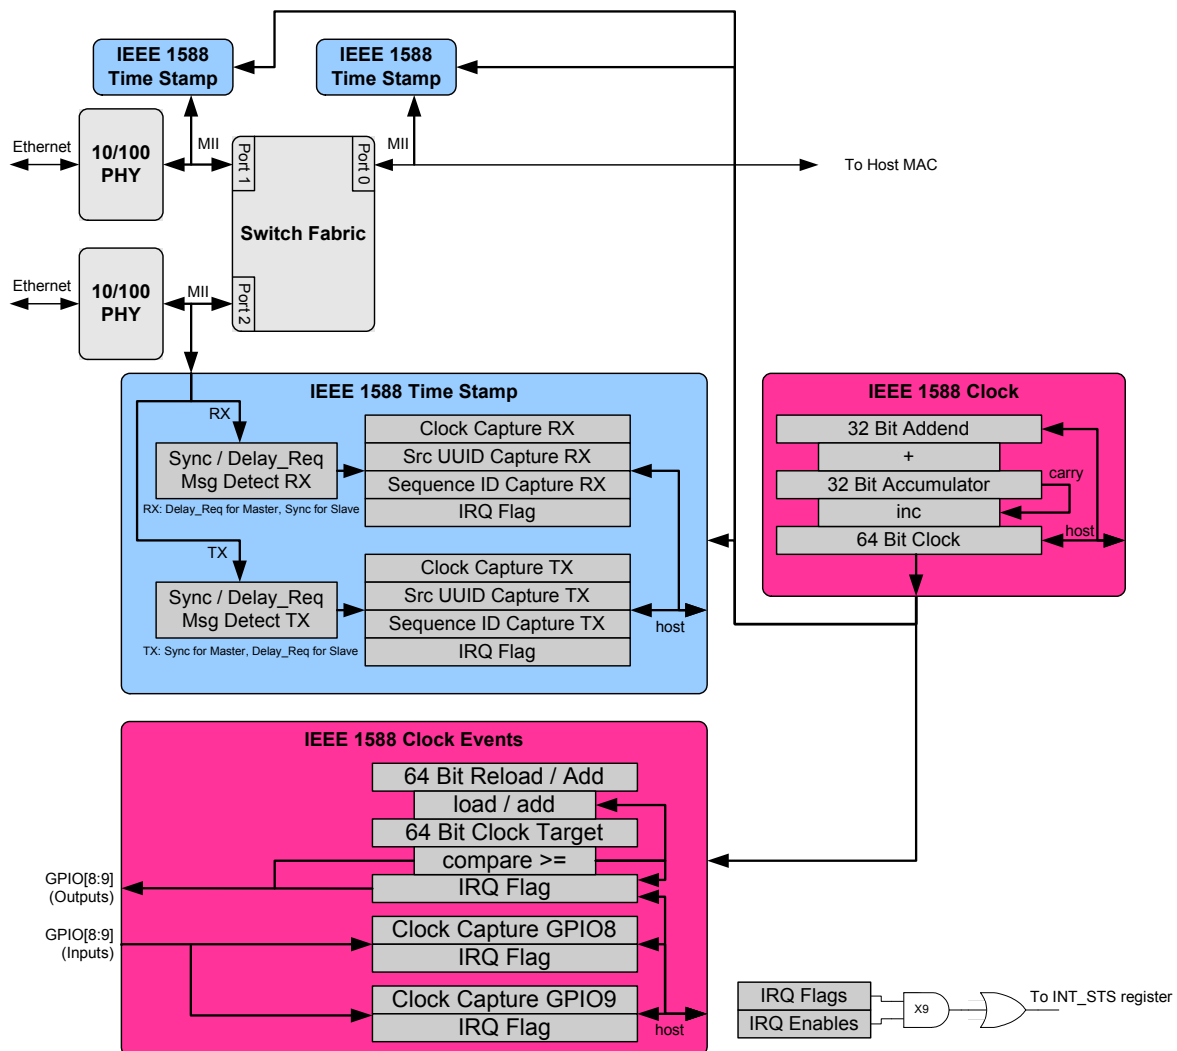 IEEE 1588
Time Stamp
IEEE 1588
Time Stamp
Ethernet
10/100
PHY
MII
Port 1
Port 0
MII
To Host MAC
Switch Fabric
Ethernet
10/100
PHY
MII
Port 2
IEEE 1588 Time Stamp
RX
Sync / Delay_Req
Msg Detect RX
RX: Delay_Req for Master, Sync for Slave
Clock Capture RX
Src UUID Capture RX
Sequence ID Capture RX
IRQ Flag
TX
Sync / Delay_Req
Msg Detect TX
TX: Sync for Master, Delay_Req for Slave
Clock Capture TX
Src UUID Capture TX
Sequence ID Capture TX
IRQ Flag
host
IEEE 1588 Clock
32 Bit Addend
+
32 Bit Accumulator
carry
inc
64 Bit Clock
host
IEEE 1588 Clock Events
64 Bit Reload / Add
load / add
64 Bit Clock Target
compare >=
IRQ Flag
GPIO[8:9]
(Outputs)
GPIO[8:9]
(Inputs)
Clock Capture GPIO8
IRQ Flag
Clock Capture GPIO9
IRQ Flag
host
IRQ Flags
IRQ Enables
X9
To INT_STS register